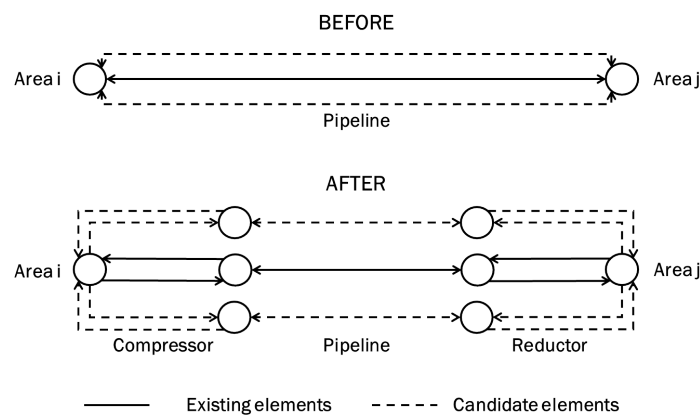 BEFORE
Area i
Area j
Pipeline
AFTER
Area i
Area j
Compressor
Pipeline
Reductor
Existing elements
Candidate elements